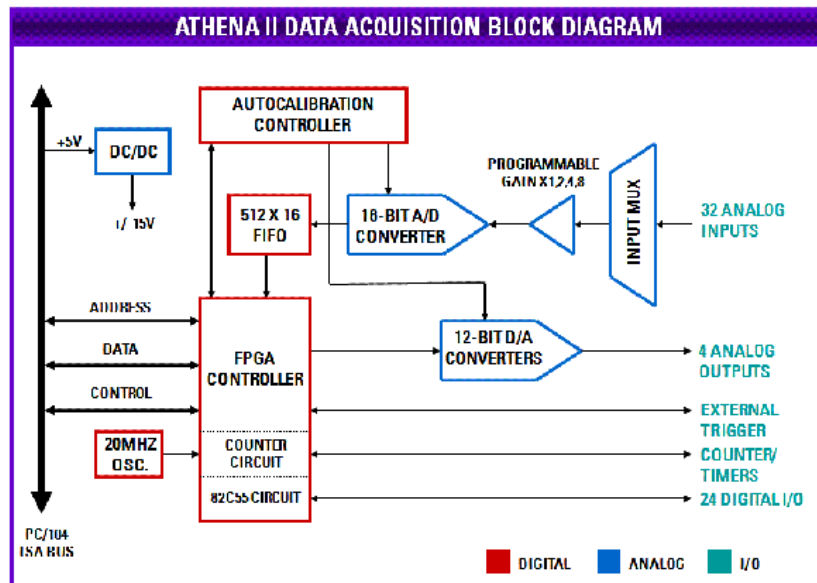 ATHENA II DATA ACQUISITION BLOCK DIAGRAM
AUTOCALIBRATION
CONTROLLER
+5V
DC/DC
+/ 15V
PROGRAMMABLE
GAIN X1,2,4,8
INPUT MUX
32 ANALOG
INPUTS
512 X 16
FIFO
16-BIT A/D
CONVERTER
ADDRESS
DATA
CONTROL
FPGA
CONTROLLER
12-BIT D/A
CONVERTERS
4 ANALOG
OUTPUTS
EXTERNAL
TRIGGER
20MHZ
OSC.
COUNTER
CIRCUIT
COUNTER/
TIMERS
82C55 CIRCUIT
24 DIGITAL I/O
PC/104
ISA BUS
DIGITAL
ANALOG
I/O